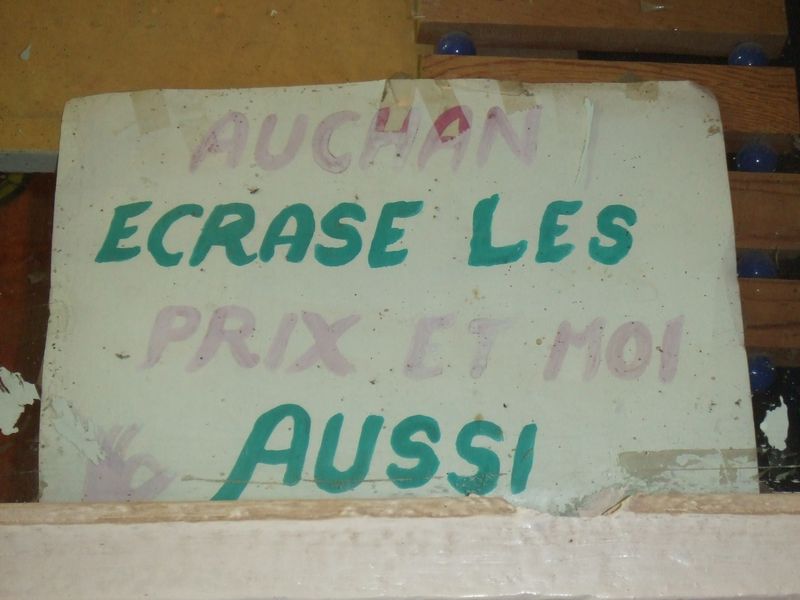 AUCHAN !
ECRASE LES
PRIX ET MOI
AUSSI